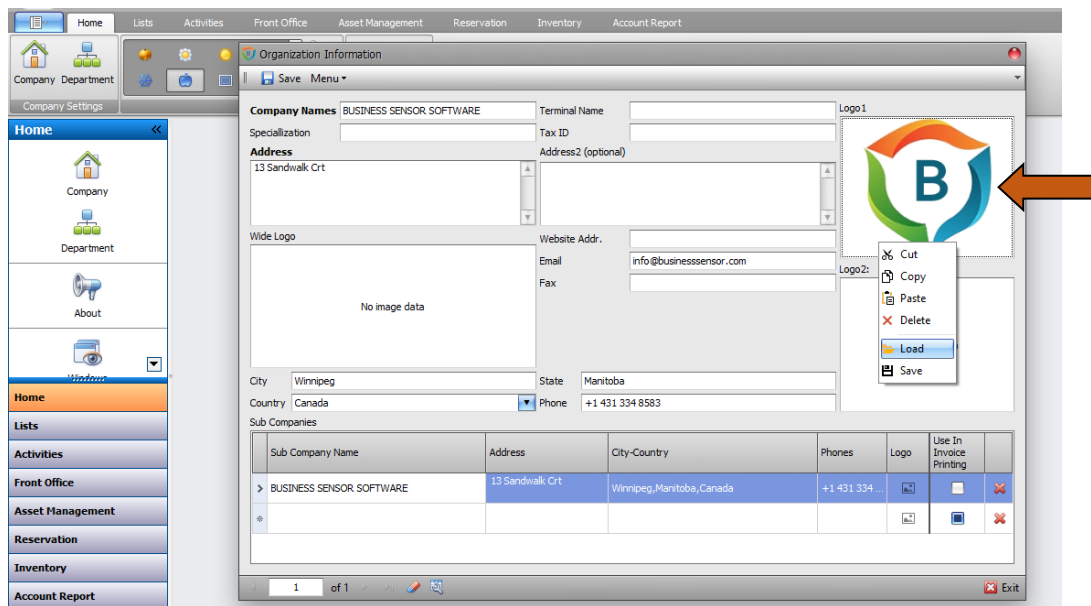 Home Lists Activities Front Office Asset Management Reservation Inventory Account Report
Company Department
Company Settings
Organization Information
Save Menu
Company Names BUSINESS SENSOR SOFTWARE Terminal Name Logo1
Speciallization Tax ID
Address Address2 (optional)
13 Sandwalk Crt
B
Wide Logo Website Addr.
Email info@businesssensor.com Logo2:
Fax
No image data
Cut
Copy
Paste
Delete
Load
Save
City Winnipeg State Manitoba
Country Canada Phone +1 431 334 8583
Sub Companies
Sub Company Name Address City-Country Phones Logo Use In Invoice Printing
BUSINESS SENSOR SOFTWARE 13 Sandwalk Crt Winnipeg,Manitoba,Canada +1 431 334 ...
1 of 1 Exit
Home
Company
Department
About
Home
Lists
Activities
Front Office
Asset Management
Reservation
Inventory
Account Report